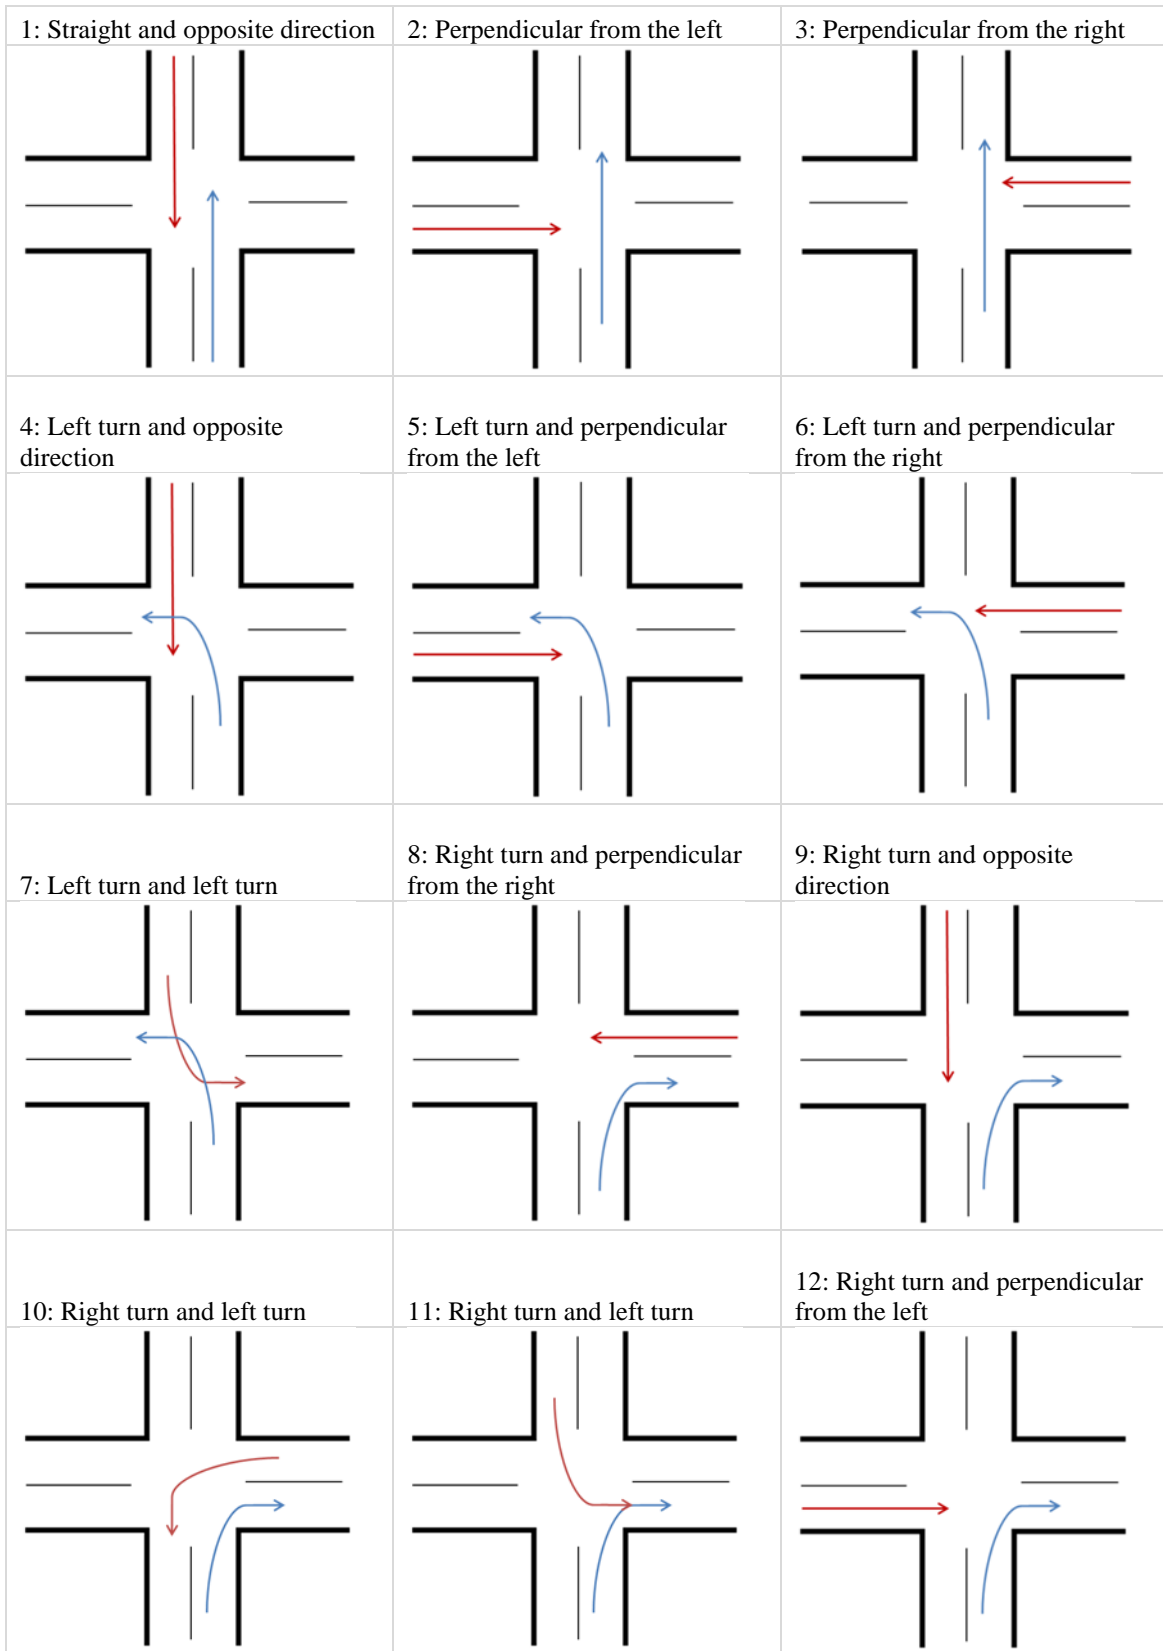 1: Straight and opposite direction
2: Perpendicular from the left
3: Perpendicular from the right
4: Left turn and opposite
direction
5: Left turn and perpendicular
from the left
6: Left turn and perpendicular
from the right
7: Left turn and left turn
8: Right turn and perpendicular
from the right
9: Right turn and opposite
direction
10: Right turn and left turn
11: Right turn and left turn
12: Right turn and perpendicular
from the left